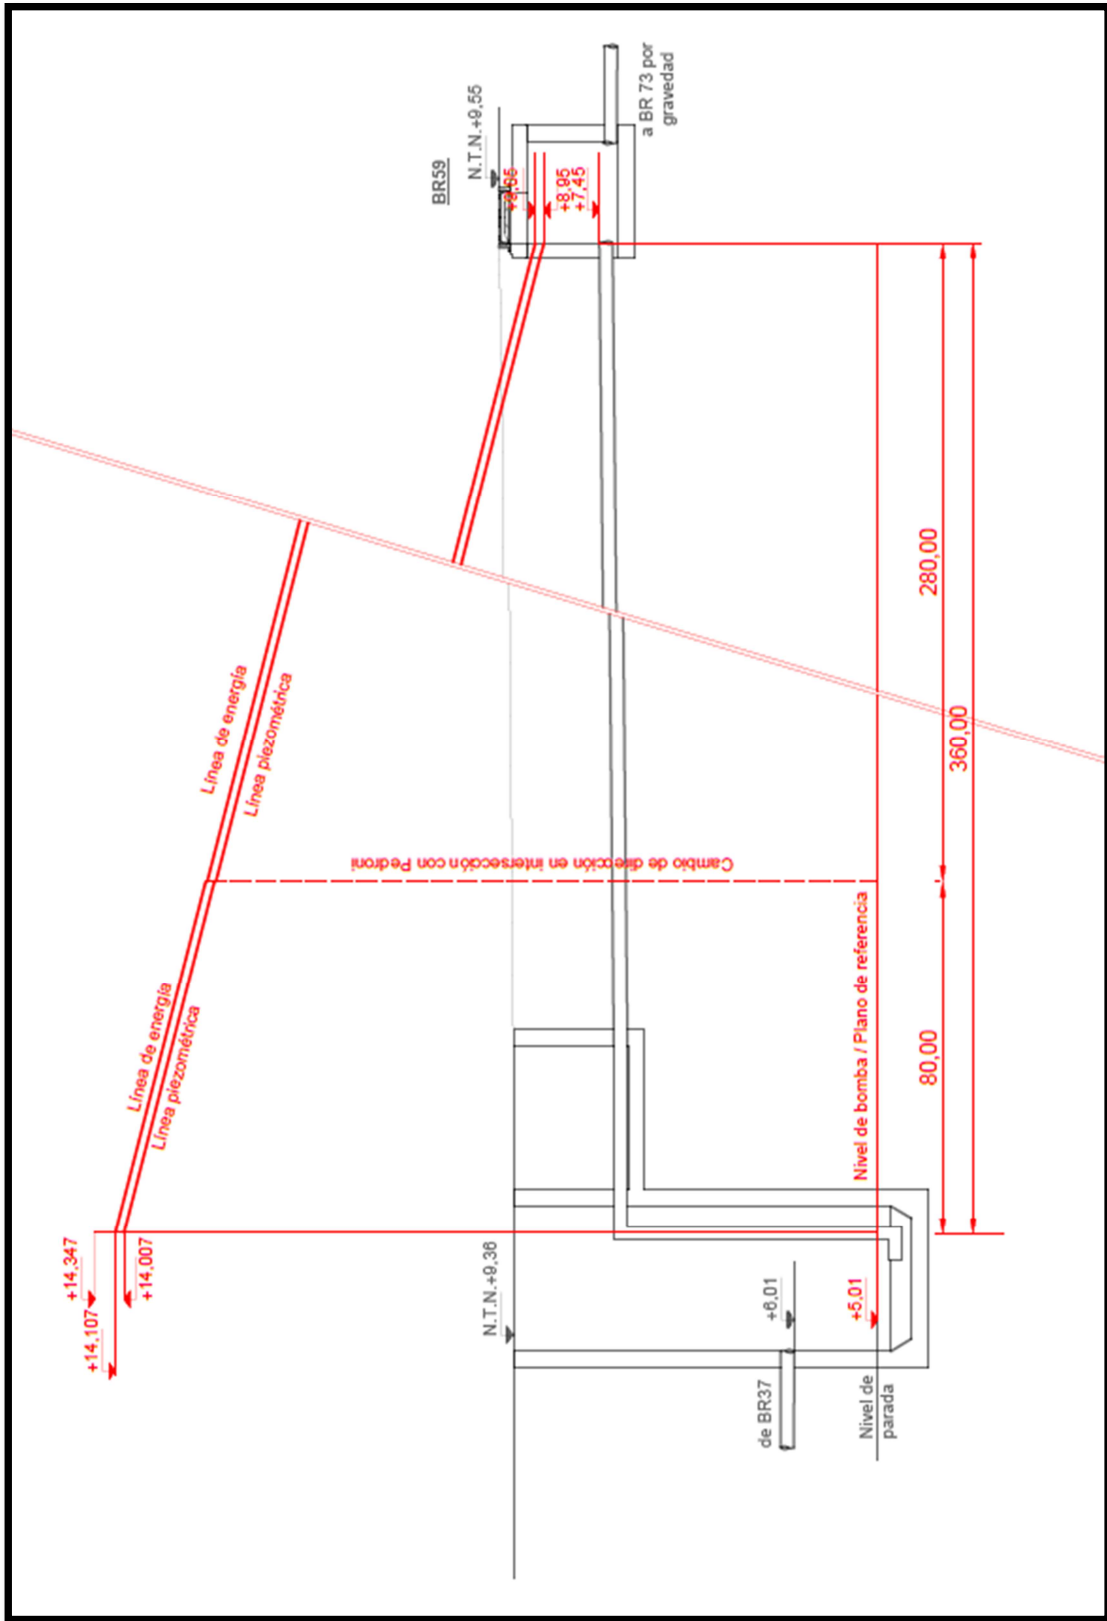 +14,347
+14,107
+14,007
Línea de energía
Línea piezométrica
Línea de energía
Línea piezométrica
Cambio de dirección en intersección con Pedroni
BR59
N.T.N.+9,55
+8,95
+7,45
a BR 73 por
gravedad
N.T.N.+9,36
de BR37
+6,01
+5,01
Nivel de
parada
Nivel de bomba / Plano de referencia
80,00
280,00
360,00